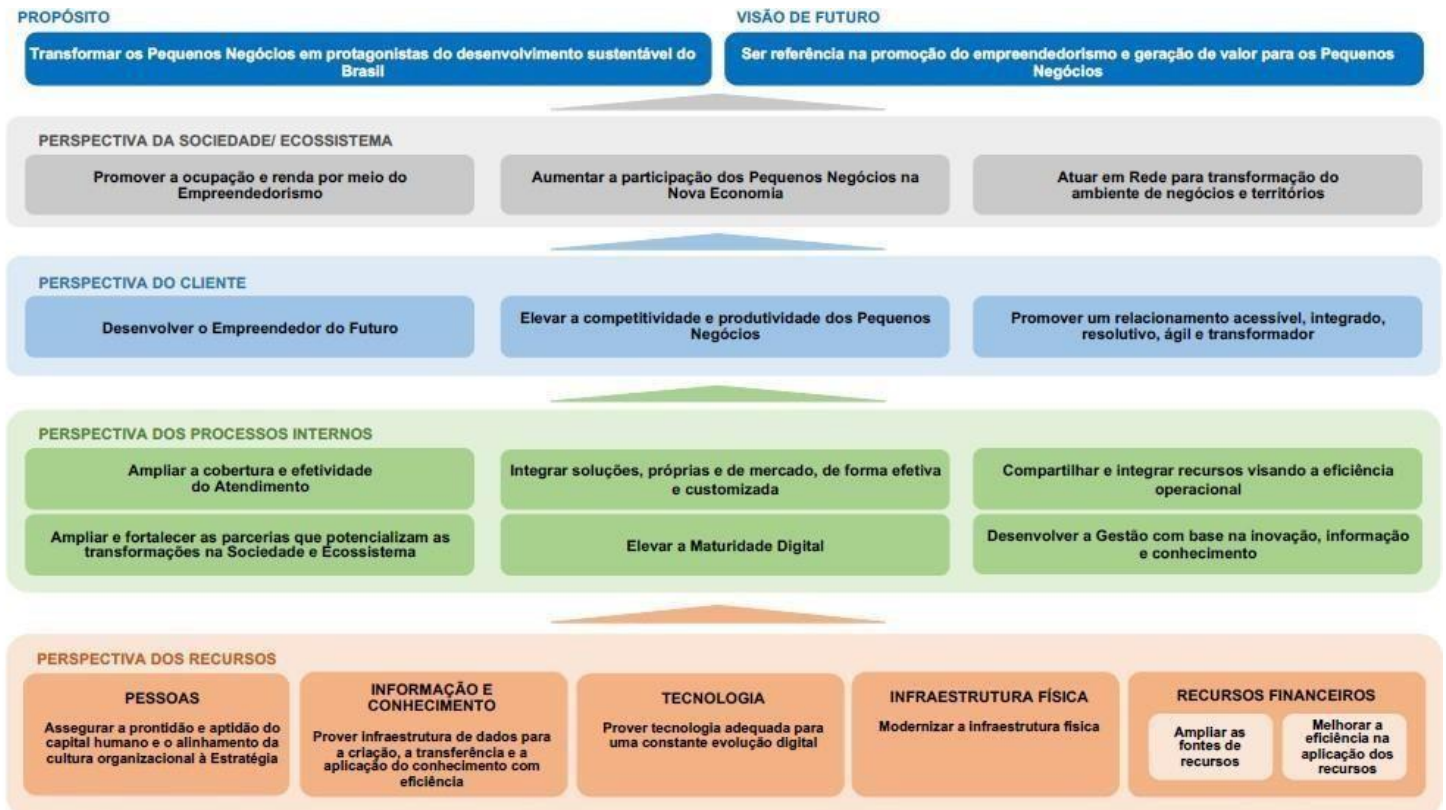 PROPÓSITO
Transformar os Pequenos Negócios em protagonistas do desenvolvimento sustentável do
Brasil
VISÃO DE FUTURO
Ser referência na promoção do empreendedorismo e geração de valor para os Pequenos
Negócios
PERSPECTIVA DA SOCIEDADE/ ECOSSISTEMA
Promover a ocupação e renda por meio do
Empreendedorismo
Aumentar a participação dos Pequenos Negócios na
Nova Economia
Atuar em Rede para transformação do
ambiente de negócios e territórios
PERSPECTIVA DO CLIENTE
Desenvolver o Empreendedor do Futuro
Elevar a competitividade e produtividade dos Pequenos
Negócios
Promover um relacionamento acessível, integrado,
resolutivo, ágil e transformador
PERSPECTIVA DOS PROCESSOS INTERNOS
Ampliar a cobertura e efetividade
do Atendimento
Integrar soluções, próprias e de mercado, de forma efetiva
e customizada
Compartilhar e integrar recursos visando a eficiência
operacional
Ampliar e fortalecer as parcerias que potencializam as
transformações na Sociedade e Ecossistema
Elevar a Maturidade Digital
Desenvolver a Gestão com base na inovação, informação
e conhecimento
PERSPECTIVA DOS RECURSOS
PESSOAS
Assegurar a prontidão e aptidão do
capital humano e o alinhamento da
cultura organizacional à Estratégia
INFORMAÇÃO E
CONHECIMENTO
Prover infraestrutura de dados para
a criação, a transferência e a
aplicação do conhecimento com
eficiência
TECNOLOGIA
Prover tecnologia adequada para
uma constante evolução digital
INFRAESTRUTURA FÍSICA
Modernizar a infraestrutura física
RECURSOS FINANCEIROS
Ampliar as
fontes de
recursos
Melhorar a
eficiência na
aplicação dos
recursos